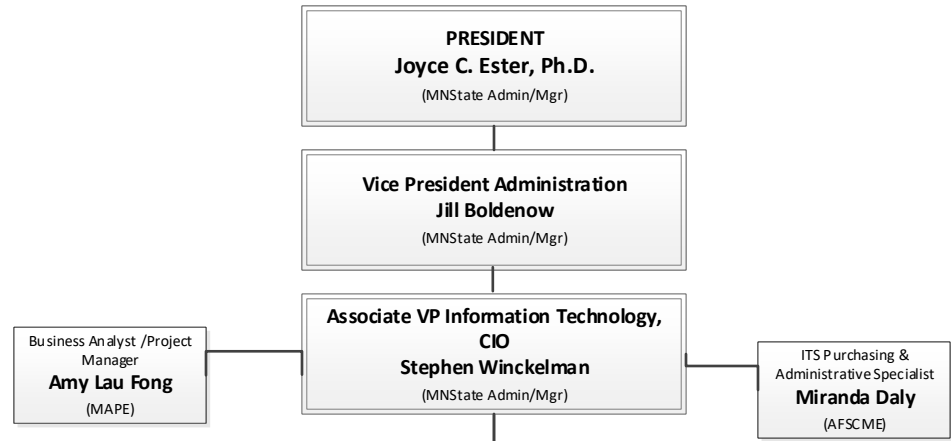 PRESIDENT
Joyce C. Ester, Ph.D.
(MNState Admin/Mgr)
Vice President Administration
Jill Boldenow
(MNState Admin/Mgr)
Associate VP Information Technology,
CIO
Stephen Winckelman
(MNState Admin/Mgr)
Business Analyst /Project
Manager
Amy Lau Fong
(MAPE)
ITS Purchasing &
Administrative Specialist
Miranda Daly
(AFSCME)